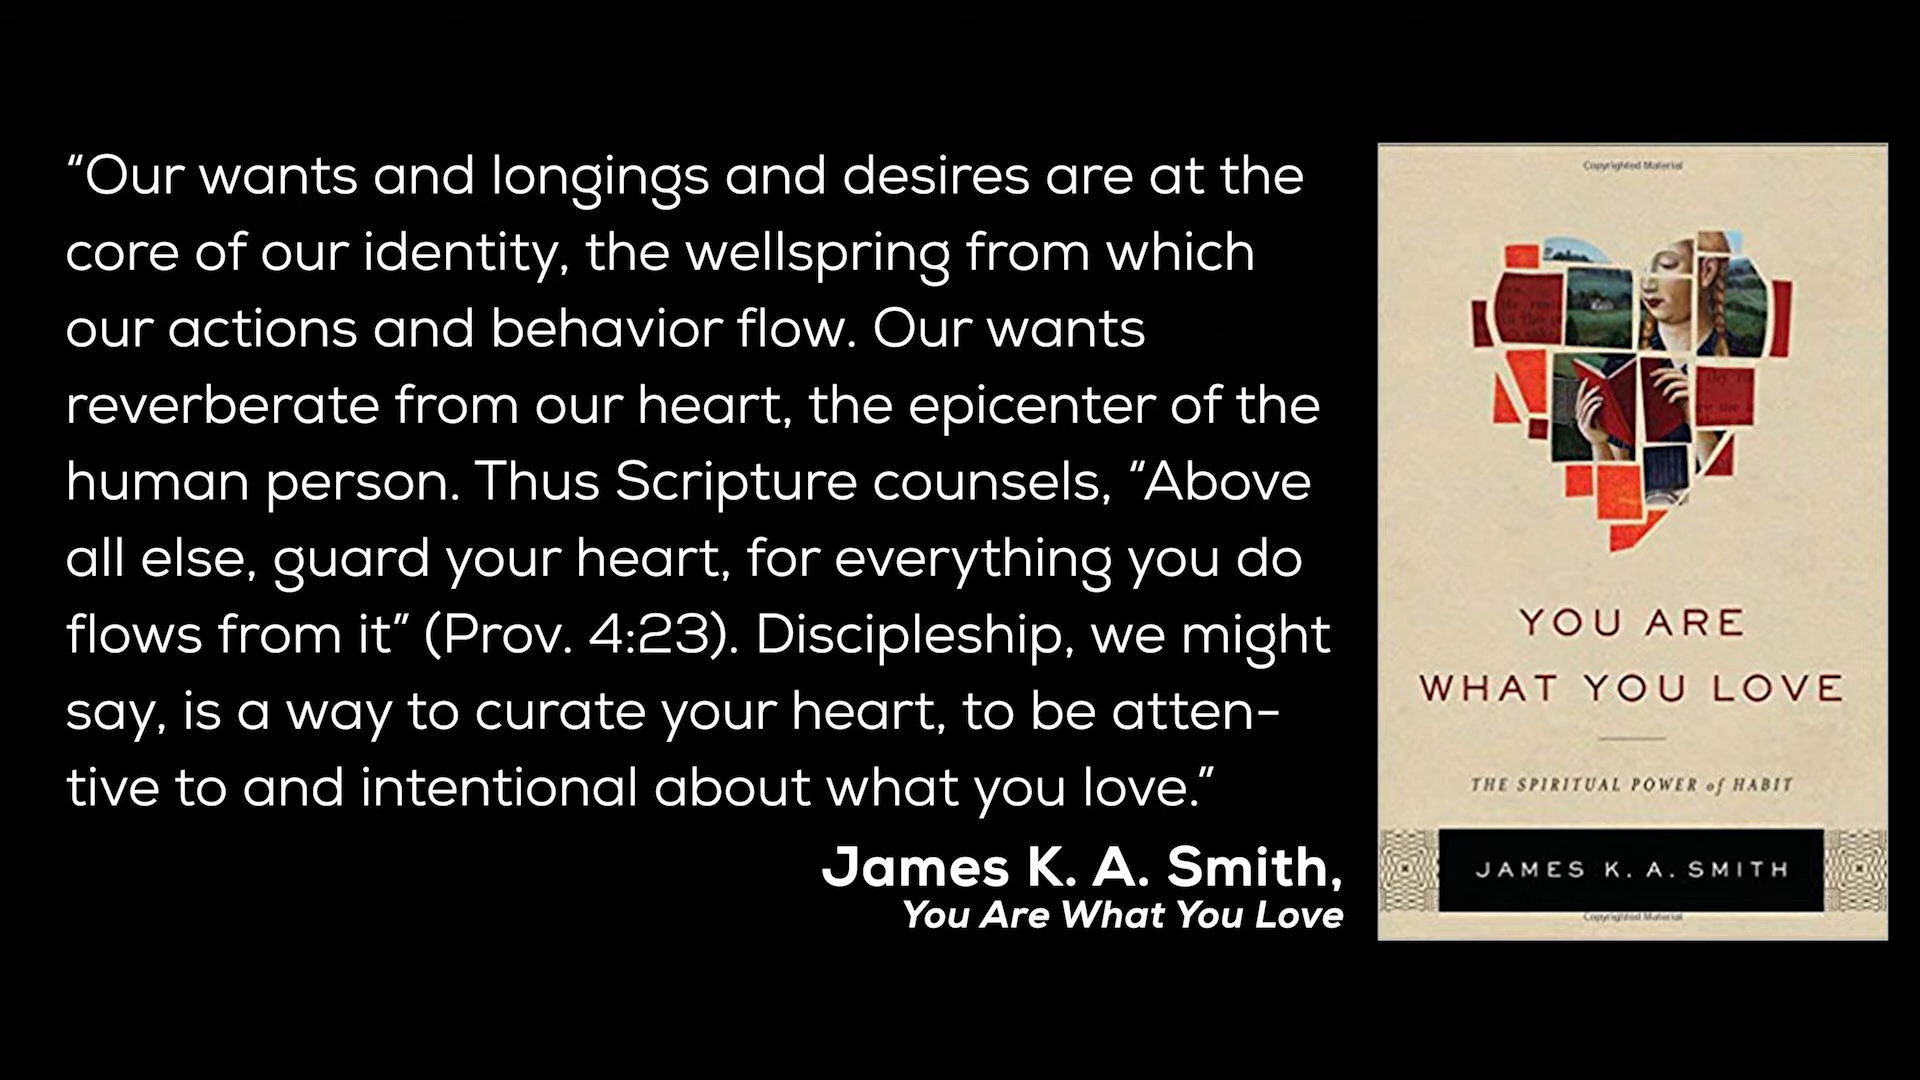 “Our wants and longings and desires are at the
core of our identity, the wellspring from which
our actions and behavior flow. Our wants
reverberate from our heart, the epicenter of the
human person. Thus Scripture counsels, “Above
all else, guard your heart, for everything you do
flows from it” (Prov. 4:23). Discipleship, we might
say, is a way to curate your heart, to be atten-
tive to and intentional about what you love.”
James K. A. Smith,
You Are What You Love
Copyrighted Material
YOU ARE
WHAT YOU LOVE
THE SPIRITUAL POWER of HABIT
JAMES K. A. SMITH
Copyrighted Material